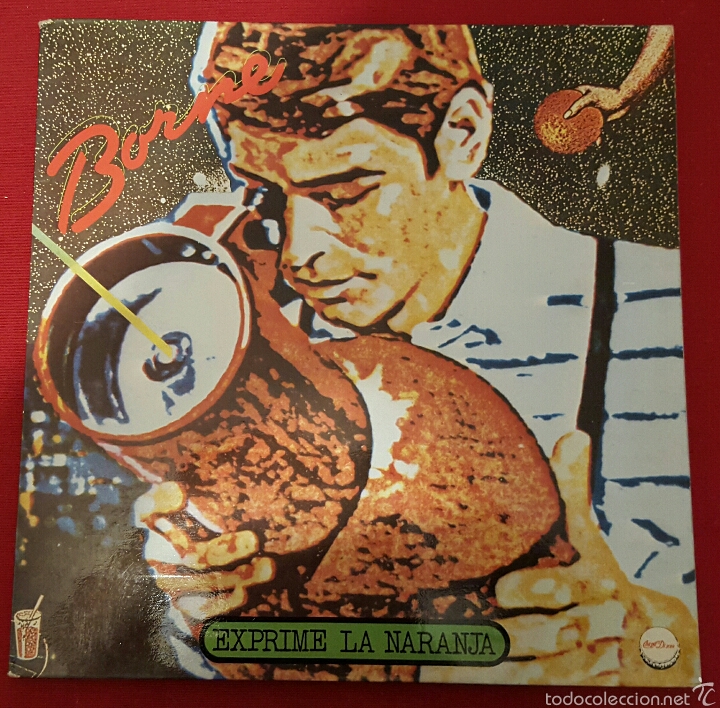 Borne
EXPRIME LA NARANJA
todocoleccion.net